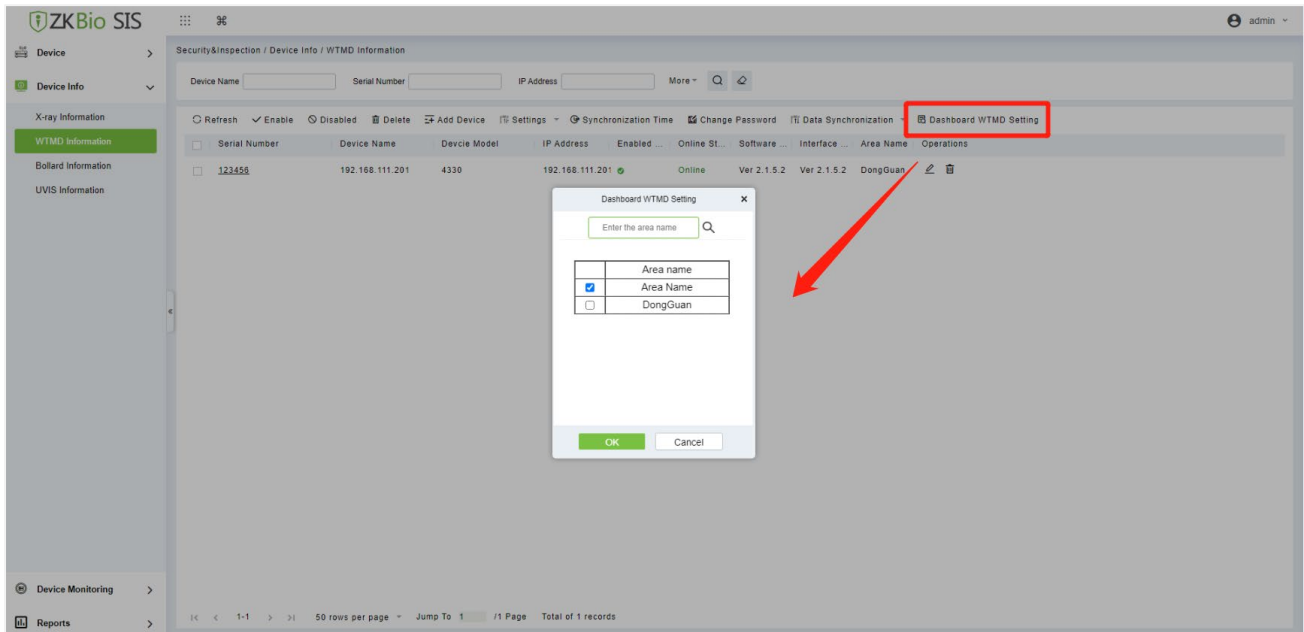 ZKBio SIS
admin
Device
Security&Inspection / Device Info / WTMD Information
Device Info
Device Name Serial Number IP Address More
X-ray Information
WTMD Information
Bollard Information
UVIS Information
Refresh Enable Disabled Delete Add Device Settings Synchronization Time Change Password Data Synchronization Dashboard WTMD Setting
Serial Number Device Name Devcie Model IP Address Enabled ... Online St... Software ... Interface ... Area Name Operations
123456 192.168.111.201 4330 192.168.111.201 Online Ver 2.1.5.2 Ver 2.1.5.2 DongGuan
Dashboard WTMD Setting
Enter the area name
Area name
Area Name
DongGuan
OK Cancel
Device Monitoring
Reports
1-1 50 rows per page Jump To 1 /1 Page Total of 1 records